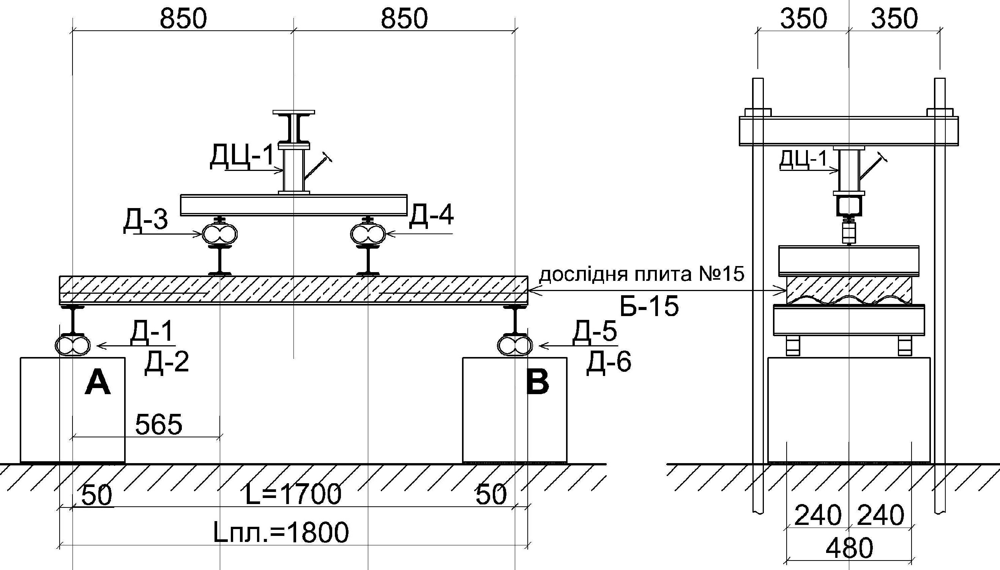 850 850 350 350
ДЦ-1 ДЦ-1
Д-3 Д-4
дослідня плита №15
Б-15
Д-1 Д-5
Д-2 Д-6
А В
565
50 L=1700 50
240 240
Lпл.=1800
480